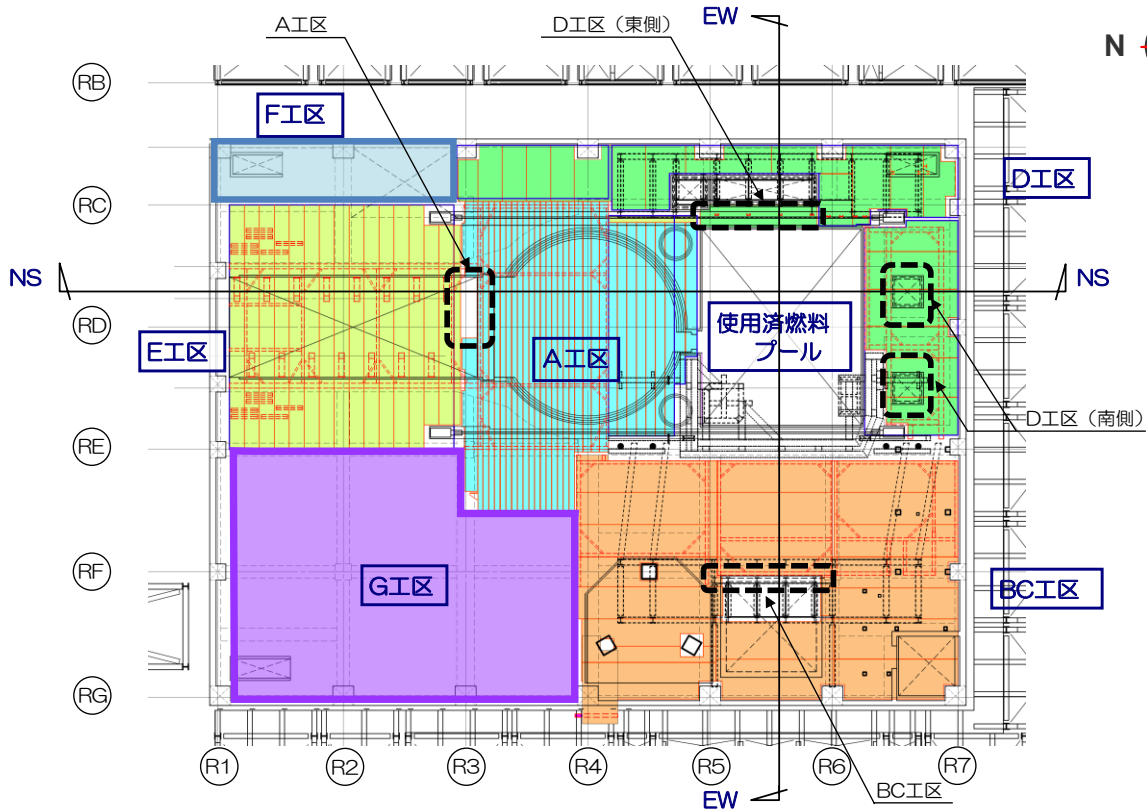 EW
A工区
D工区（東側）
N
RB
F工区
D工区
RC
NS
NS
RD
使用済燃料
プール
E工区
A工区
D工区（南側）
RE
RF
G工区
BC工区
RG
R1
R2
R3
R4
R5
R6
R7
BC工区
EW